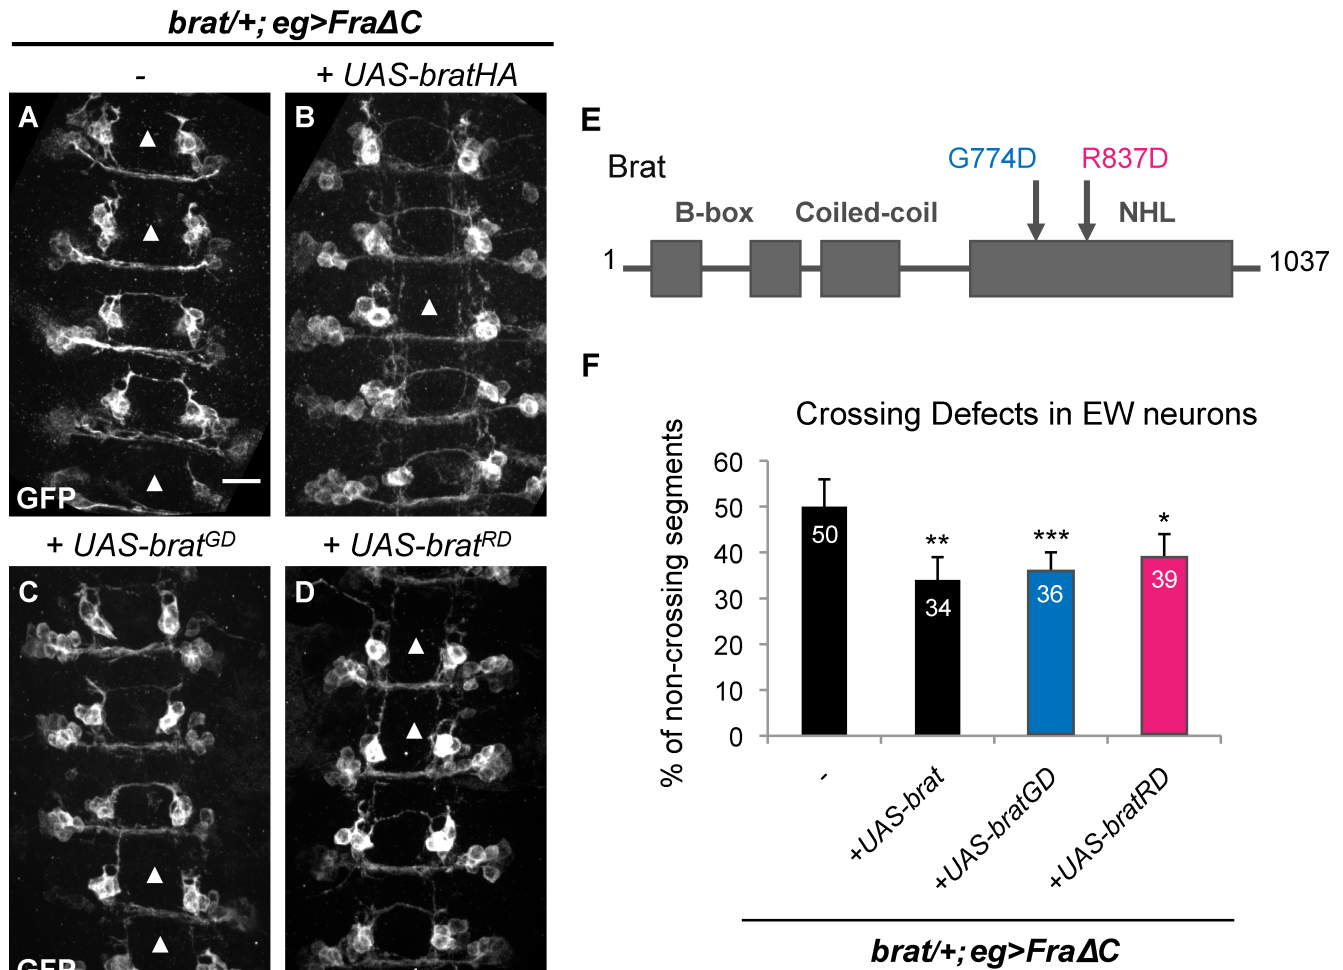 brat/+; eg>FraΔC
-
+ UAS-bratHA
A
B
GFP
+ UAS-brat^GD
+ UAS-brat^RD
C
D
GFP
E
Brat
G774D
R837D
B-box
Coiled-coil
NHL
1
1037
F
Crossing Defects in EW neurons
% of non-crossing segments
60
50
40
30
20
10
0
50
**
34
***
36
*
39
-
+UAS-brat
+UAS-bratGD
+UAS-bratRD
brat/+; eg>FraΔC